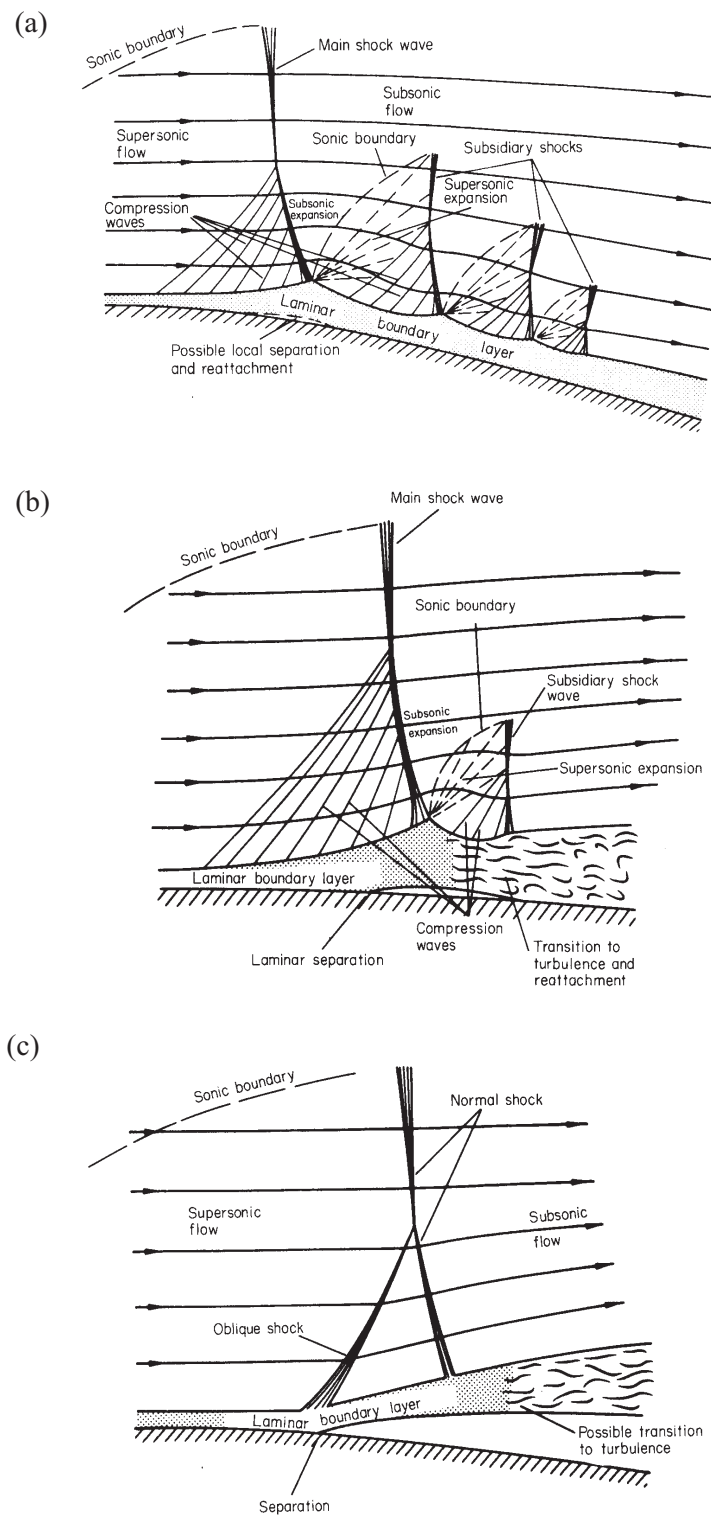 (a)
Sonic boundary
Main shock wave
Subsonic
flow
Supersonic
flow
Sonic boundary
Subsidiary shocks
Supersonic
expansion
Compression
waves
Subsonic
expansion
Laminar
boundary
layer
Possible local separation
and reattachment
(b)
Main shock wave
Sonic boundary
Sonic boundary
Subsidiary shock
wave
Subsonic
expansion
Supersonic expansion
Laminar boundary layer
Compression
waves
Laminar separation
Transition to
turbulence and
reattachment
(c)
Sonic boundary
Normal shock
Supersonic
flow
Subsonic
flow
Oblique shock
Laminar boundary layer
Possible transition
to turbulence
Separation